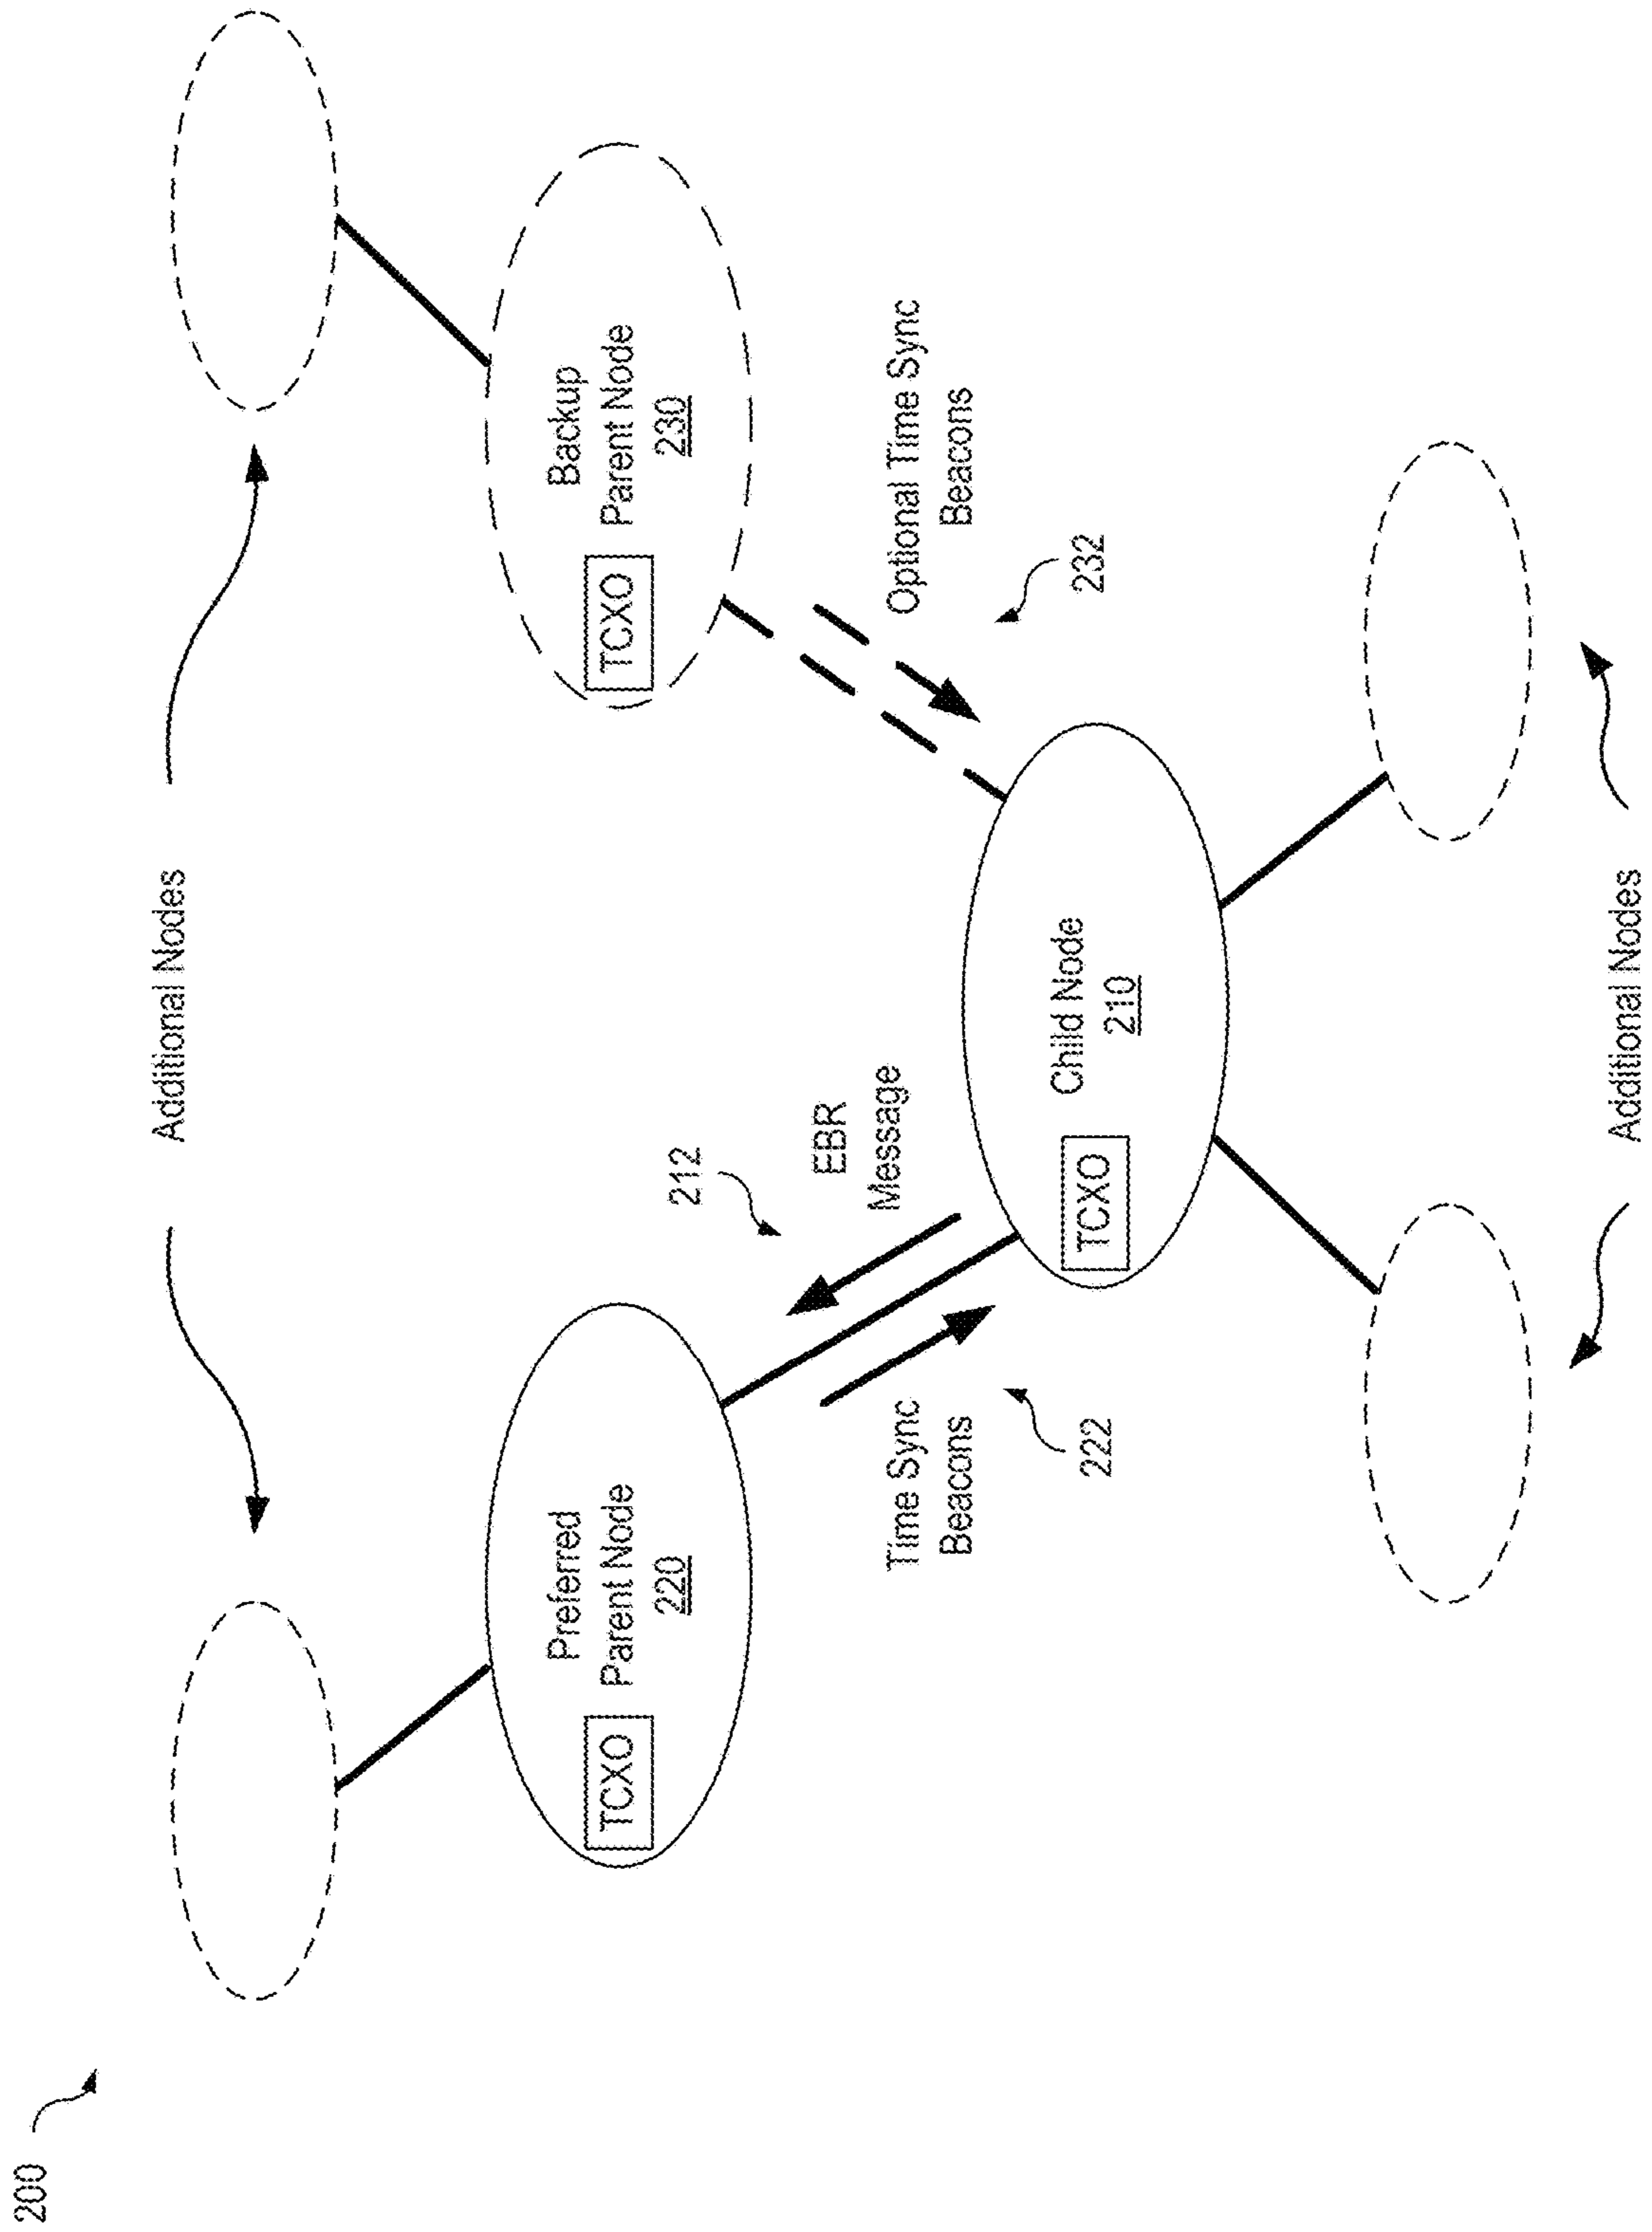 200
Additional Nodes
Preferred
TCXO Parent Node
220
Backup
TCXO Parent Node
230
212
EBR
Message
Time Sync
Beacons
222
Optional Time Sync
Beacons
232
TCXO Child Node
210
Additional Nodes